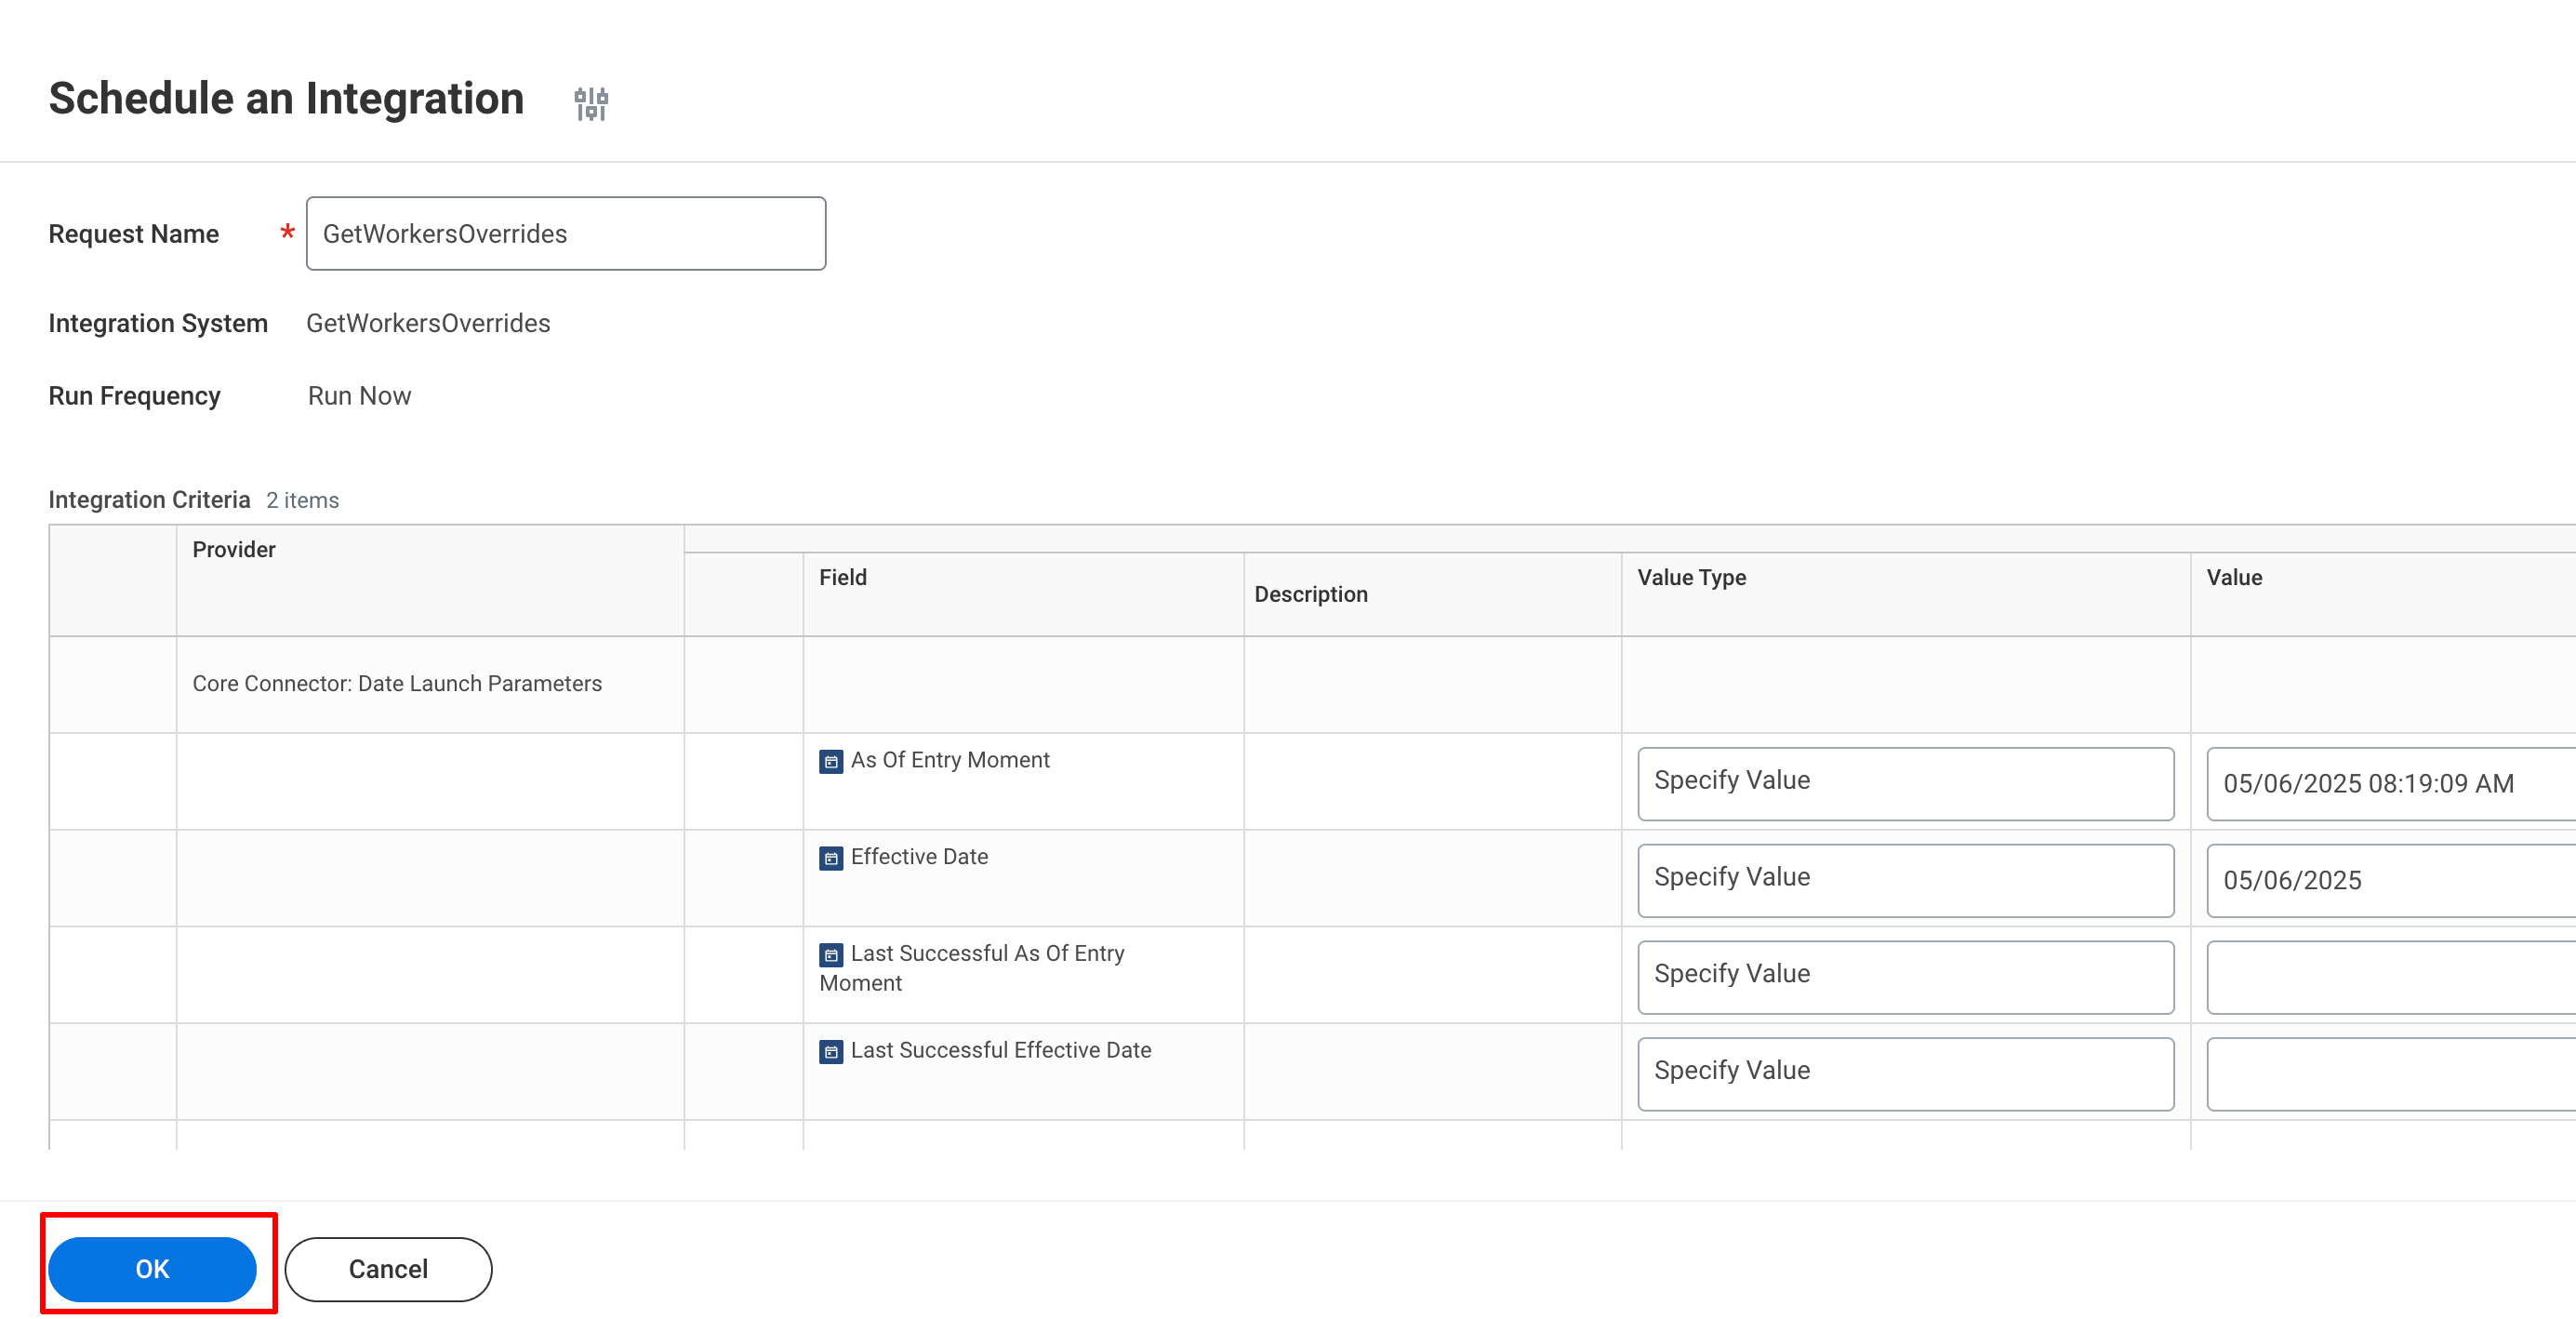 Schedule an Integration
Request Name * GetWorkersOverrides
Integration System GetWorkersOverrides
Run Frequency Run Now
Integration Criteria 2 items
Provider
Field Description Value Type Value
Core Connector: Date Launch Parameters
As Of Entry Moment Specify Value 05/06/2025 08:19:09 AM
Effective Date Specify Value 05/06/2025
Last Successful As Of Entry
Moment Specify Value
Last Successful Effective Date Specify Value
OK Cancel